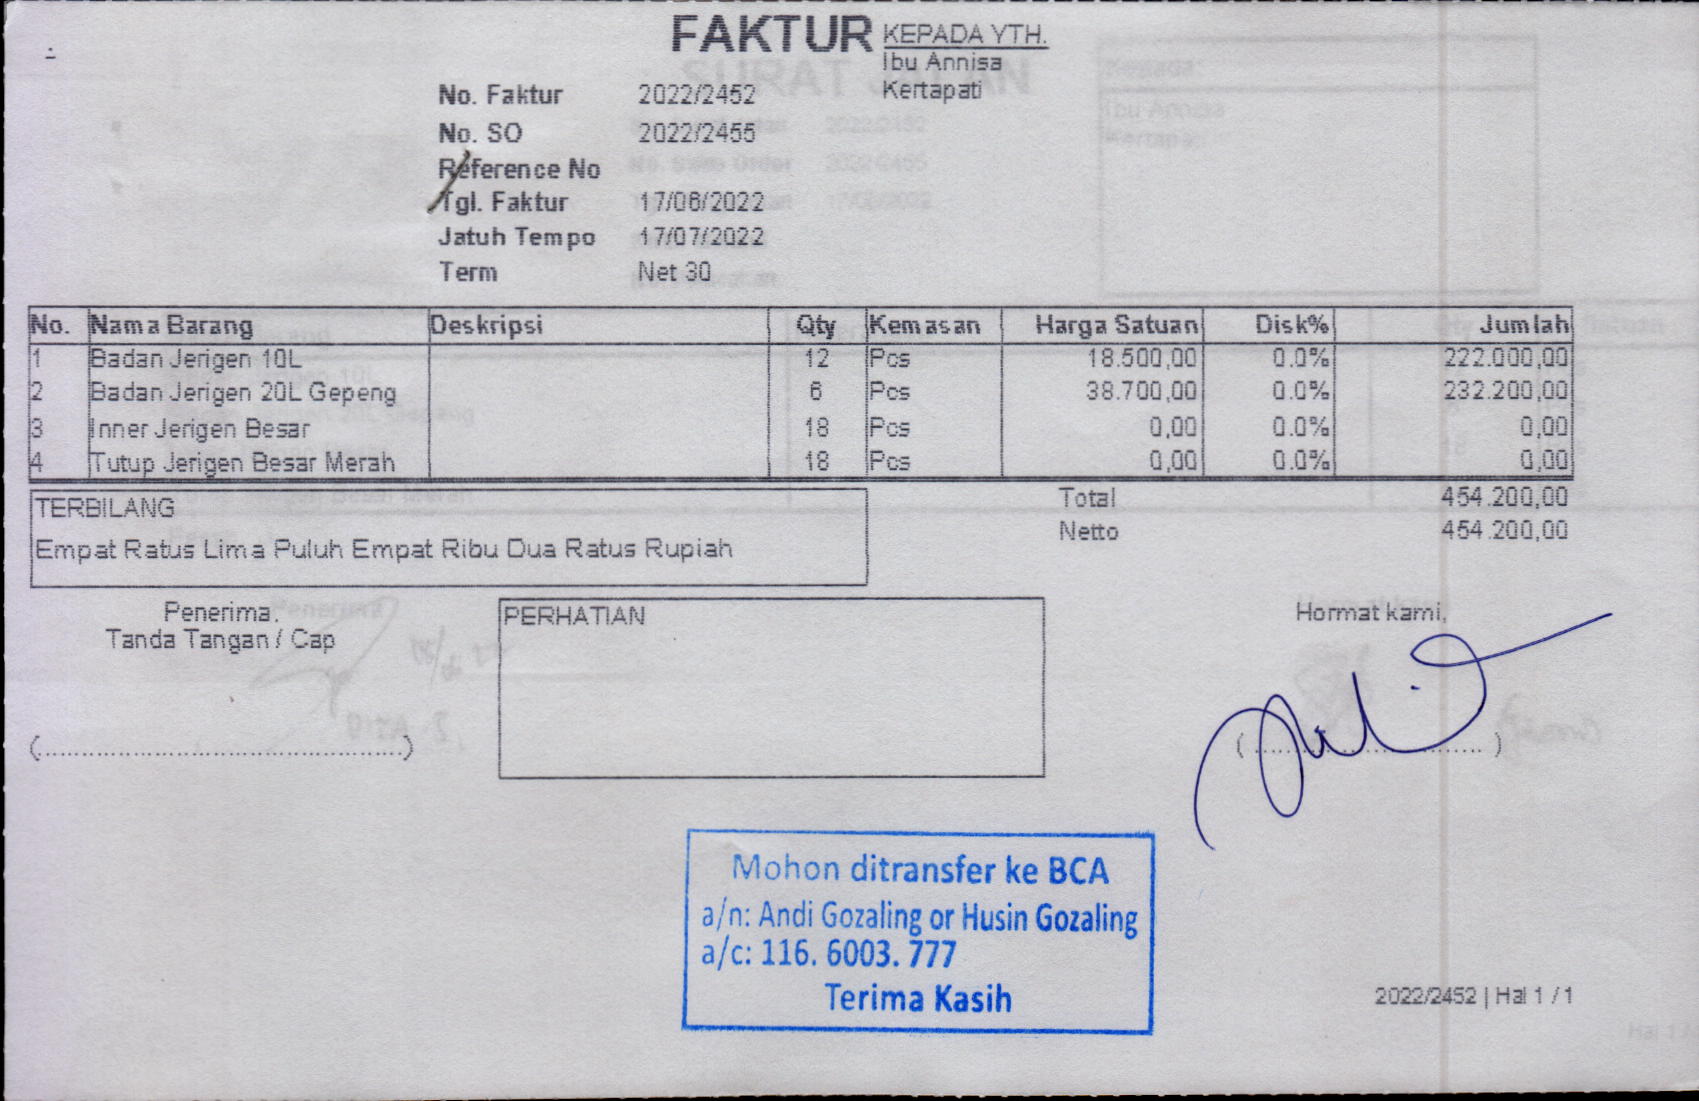 FAKTUR
KEPADA YTH.
Ibu Annisa
Kertapati
No. Faktur 2022/2452
No. SO 2022/2455
Reference No
Tgl. Faktur 17/06/2022
Jatuh Tempo 17/07/2022
Term Net 30
No. Nama Barang Deskripsi Qty Kemasan Harga Satuan Disk% Jumlah
1 Badan Jerigen 10L 12 Pcs 18.500,00 0.0% 222.000,00
2 Badan Jerigen 20L Gepeng 6 Pcs 38.700,00 0.0% 232.200,00
3 Inner Jerigen Besar 18 Pcs 0,00 0.0% 0,00
4 Tutup Jerigen Besar Merah 18 Pcs 0,00 0.0% 0,00
Total 454.200,00
Netto 454.200,00
TERBILANG
Empat Ratus Lima Puluh Empat Ribu Dua Ratus Rupiah
Penerima.
Tanda Tangan / Cap
PERHATIAN
Hormat kami,
Mohon ditransfer ke BCA
a/n: Andi Gozaling or Husin Gozaling
a/c: 116. 6003. 777
Terima Kasih
2022/2452 | Hal 1 / 1